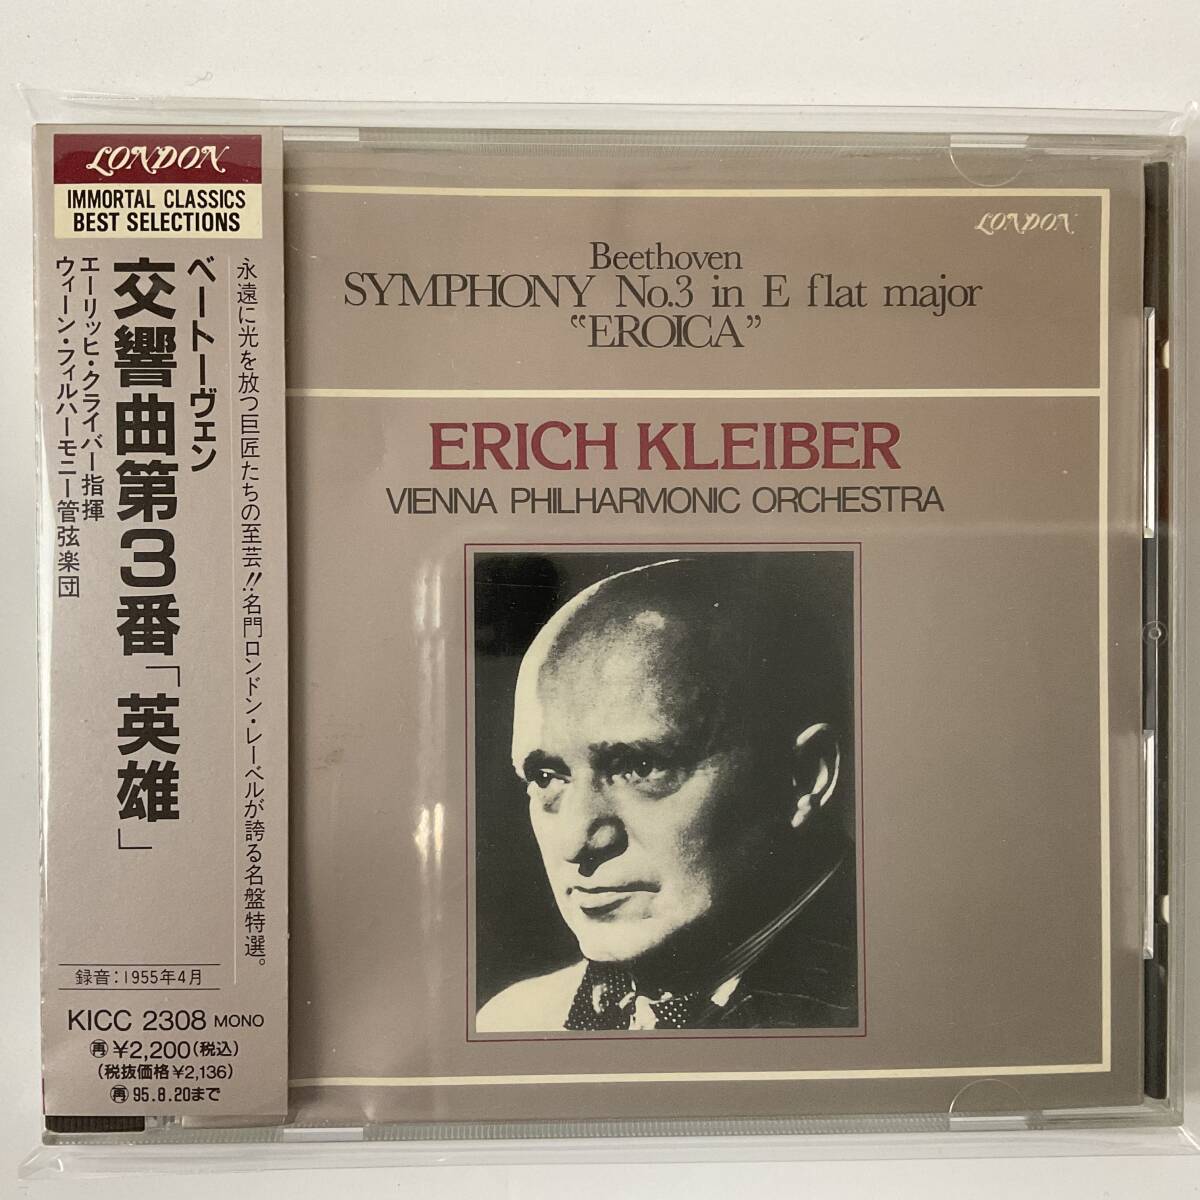 LONDON
IMMORTAL CLASSICS
BEST SELECTIONS
永遠に光を放つ巨匠たちの至芸!!名門ロンドン・レーベルが誇る名盤特選。
ベートーヴェン
交響曲第3番「英雄」
エーリッヒ・クライバー指揮
ウィーン・フィルハーモニー管弦楽団
録音:1955年4月
KICC 2308 MONO
再¥2,200(税込)
(税抜価格¥2,136)
再95.8.20まで
LONDON
Beethoven
SYMPHONY No.3 in E flat major
“EROICA”
ERICH KLEIBER
VIENNA PHILHARMONIC ORCHESTRA